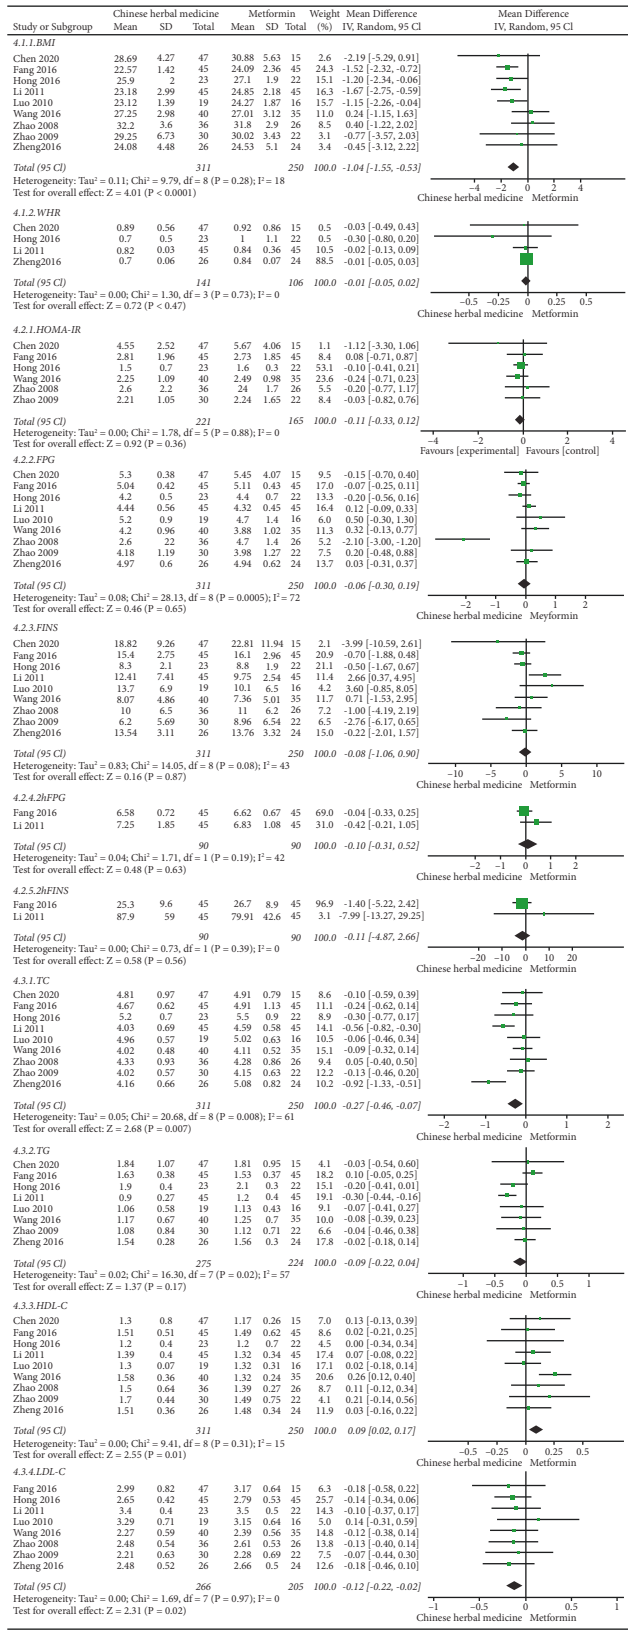 Chinese herbal medicine Metformin Weight Mean Difference Mean Difference
Study or Subgroup Mean SD Total Mean SD Total (%) IV, Random, 95 CI IV, Random, 95 Cl
4.1.1.BMI
Chen 2020 28.69 4.27 47 30.88 5.63 15 2.6 -2.19 [-5.29, 0.91]
Fang 2016 22.57 1.42 45 24.09 2.36 45 24.3 -1.52 [-2.32, -0.72]
Hong 2016 25.9 2 23 27.1 1.9 22 15.1 -1.20 [-2.34, -0.06]
Li 2011 23.18 2.99 45 24.85 2.18 45 15.3 -1.67 [-2.75, -0.59]
Luo 2010 23.12 1.39 19 24.27 1.87 16 15.7 -1.15 [-2.26, -0.04]
Wang 2016 27.25 2.98 40 27.01 3.12 35 11.0 0.24 [-1.15, 1.63]
Zhao 2008 32.2 3.6 36 31.8 2.9 26 8.5 0.40 [-1.22, 2.02]
Zhao 2009 29.25 6.73 30 30.02 3.43 22 3.1 -0.77 [-3.57, 2.03]
Zheng2016 24.08 4.48 26 24.53 5.1 24 3.4 -0.45 [-3.12, 2.22]
Total (95 Cl) 311 250 100.0 -1.04 [-1.55, -0.53]
Heterogeneity: Tau² = 0.11; Chi² = 9.79, df = 8 (P = 0.28); I² = 18
Test for overall effect: Z = 4.01 (P < 0.0001)
-4 -2 0 2 4
Chinese herbal medicine Metformin
4.1.2.WHR
Chen 2020 0.89 0.56 47 0.92 0.86 15 0.5 -0.03 [-0.49, 0.43]
Hong 2016 0.7 0.5 23 1 1.1 22 0.5 -0.30 [-0.80, 0.20]
Li 2011 0.82 0.03 45 0.84 0.36 45 10.5 -0.02 [-0.13, 0.09]
Zheng2016 0.7 0.06 26 0.84 0.07 24 88.5 -0.01 [-0.05, 0.03]
Total (95 Cl) 141 106 100.0 -0.01 [-0.05, 0.02]
Heterogeneity: Tau² = 0.00; Chi² = 1.30, df = 3 (P = 0.73); I² = 0
Test for overall effect: Z = 0.72 (P < 0.47)
-0.5 -0.25 0 0.25 0.5
Chinese herbal medicine Metformin
4.2.1.HOMA-IR
Chen 2020 4.55 2.52 47 5.67 4.06 15 1.1 -1.12 [-3.30, 1.06]
Fang 2016 2.81 1.96 45 2.73 1.85 45 8.4 0.08 [-0.71, 0.87]
Hong 2016 1.5 0.7 23 1.6 0.3 22 53.1 -0.10 [-0.41, 0.21]
Wang 2016 2.25 1.09 40 2.49 0.98 35 23.6 -0.24 [-0.71, 0.23]
Zhao 2008 2.6 2.2 36 24 1.7 26 5.5 -0.20 [-0.77, 1.17]
Zhao 2009 2.21 1.05 30 2.24 1.65 22 8.4 -0.03 [-0.82, 0.76]
Total (95 Cl) 221 165 100.0 -0.11 [-0.33, 0.12]
Heterogeneity: Tau² = 0.00; Chi² = 1.78, df = 5 (P = 0.88); I² = 0
Test for overall effect: Z = 0.92 (P = 0.36)
-4 -2 0 2 4
Favours [experimental] Favours [control]
4.2.2.FPG
Chen 2020 5.3 0.38 47 5.45 4.07 15 9.5 -0.15 [-0.70, 0.40]
Fang 2016 5.04 0.42 45 5.11 0.43 45 17.0 -0.07 [-0.25, 0.11]
Hong 2016 4.2 0.5 23 4.4 0.7 22 13.3 -0.20 [-0.56, 0.16]
Li 2011 4.44 0.56 45 4.32 0.45 45 16.4 0.12 [-0.09, 0.33]
Luo 2010 5.2 0.9 19 4.7 1.4 16 6.0 0.50 [-0.30, 1.30]
Wang 2016 4.2 0.96 40 3.88 1.02 35 11.3 0.32 [-0.13, 0.77]
Zhao 2008 2.6 22 36 4.7 1.4 26 5.2 -2.10 [-3.00, -1.20]
Zhao 2009 4.18 1.19 30 3.98 1.27 22 7.5 0.20 [-0.48, 0.88]
Zheng2016 4.97 0.6 26 4.94 0.62 24 13.7 0.03 [-0.31, 0.37]
Total (95 Cl) 311 250 100.0 -0.06 [-0.30, 0.19]
Heterogeneity: Tau² = 0.08; Chi² = 28.13, df = 8 (P = 0.0005); I² = 72
Test for overall effect: Z = 0.46 (P = 0.65)
-2 -1 0 1 2
Chinese herbal medicine Meyformin
4.2.3.FINS
Chen 2020 18.82 9.26 47 22.81 11.94 15 2.1 -3.99 [-10.59, 2.61]
Fang 2016 15.4 2.75 45 16.1 2.96 45 20.9 -0.70 [-1.88, 0.48]
Hong 2016 8.3 2.1 23 8.8 1.9 22 21.1 -0.50 [-1.67, 0.67]
Li 2011 12.41 7.41 45 9.75 2.54 45 11.4 2.66 [0.37, 4.95]
Luo 2010 13.7 6.9 19 10.1 6.5 16 4.2 3.60 [-0.85, 8.05]
Wang 2016 8.07 4.86 40 7.36 5.01 35 11.7 0.71 [-1.53, 2.95]
Zhao 2008 10 6.5 36 11 6.2 26 7.2 -1.00 [-4.19, 2.19]
Zhao 2009 6.2 5.69 30 8.96 6.54 22 6.5 -2.76 [-6.17, 0.65]
Zheng2016 13.54 3.11 26 13.76 3.32 24 15.0 -0.22 [-2.01, 1.57]
Total (95 Cl) 311 250 100.0 -0.08 [-1.06, 0.90]
Heterogeneity: Tau² = 0.83; Chi² = 14.05, df = 8 (P = 0.08); I = 43
Test for overall effect: Z = 0.16 (P = 0.87)
-10 -5 0 5 10
Chinese herbal medicine Metformin
4.2.4.2hFPG
Fang 2016 6.58 0.72 45 6.62 0.67 45 69.0 -0.04 [-0.33, 0.25]
Li 2011 7.25 1.85 45 6.83 1.08 45 31.0 -0.42 [-0.21, 1.05]
Total (95 Cl) 90 90 100.0 -0.10 [-0.31, 0.52]
Heterogeneity: Tau² = 0.04; Chi² = 1.71, df = 1 (P = 0.19); I² = 42
Test for overall effect: Z = 0.48 (P = 0.63)
-2 -1 0 1 2
Chinese herbal medicine Metformin
4.2.5.2hFINS
Fang 2016 25.3 9.6 45 26.7 8.9 45 96.9 -1.40 [-5.22, 2.42]
Li 2011 87.9 59 45 79.91 42.6 45 3.1 -7.99 [-13.27, 29.25]
Total (95 Cl) 90 90 100.0 -0.11 [-4.87, 2.66]
Heterogeneity: Tau² = 0.00; Chi² = 0.73, df = 1 (P = 0.39); I² = 0
Test for overall effect: Z = 0.58 (P = 0.56)
-20 -10 0 10 20
Chinese herbal medicine Metformin
4.3.1.TC
Chen 2020 4.81 0.97 47 4.91 0.79 15 8.6 -0.10 [-0.59, 0.39]
Fang 2016 4.67 0.62 45 4.91 1.13 45 11.1 -0.24 [-0.62, 0.14]
Hong 2016 5.2 0.7 23 5.5 0.9 22 8.9 -0.30 [-0.77, 0.17]
Li 2011 4.03 0.69 45 4.59 0.58 45 14.1 -0.56 [-0.82, -0.30]
Luo 2010 4.96 0.57 19 5.02 0.63 16 10.5 -0.06 [-0.46, 0.34]
Wang 2016 4.02 0.48 40 4.11 0.52 35 15.1 -0.09 [-0.32, 0.14]
Zhao 2008 4.33 0.93 36 4.28 0.86 26 9.4 0.05 [-0.40, 0.50]
Zhao 2009 4.02 0.57 30 4.15 0.63 22 12.2 -0.13 [-0.46, 0.20]
Zheng2016 4.16 0.66 26 5.08 0.82 24 10.2 -0.92 [-1.33, -0.51]
Total (95 Cl) 311 250 100.0 -0.27 [-0.46, -0.07]
Heterogeneity: Tau² = 0.05; Chi² = 20.68, df = 8 (P = 0.008); I² = 61
Test for overall effect: Z = 2.68 (P = 0.007)
-2 -1 0 1 2
Chinese herbal medicine Metformin
4.3.2.TG
Chen 2020 1.84 1.07 47 1.81 0.95 15 4.1 -0.03 [-0.54, 0.60]
Fang 2016 1.63 0.38 45 1.53 0.37 45 18.2 0.10 [-0.05, 0.25]
Hong 2016 1.9 0.4 23 2.1 0.3 22 15.1 -0.20 [-0.41, 0.01]
Li 2011 0.9 0.27 45 1.2 0.4 45 19.1 -0.30 [-0.44, -0.16]
Luo 2010 1.06 0.58 19 1.13 0.43 16 9.1 -0.07 [-0.41, 0.27]
Wang 2016 1.17 0.67 40 1.25 0.7 35 10.0 -0.08 [-0.39, 0.23]
Zhao 2009 1.08 0.84 30 1.12 0.71 22 6.6 -0.04 [-0.46, 0.38]
Zheng 2016 1.54 0.28 26 1.56 0.3 24 17.8 -0.02 [-0.18, 0.14]
Total (95 Cl) 275 224 100.0 -0.09 [-0.22, 0.04]
Heterogeneity: Tau² = 0.02; Chi² = 16.30, df = 7 (P = 0.02); I² = 57
Test for overall effect: Z = 1.37 (P = 0.17)
-1 -0.5 0 0.5 1
Chinese herbal medicine Metformin
4.3.3.HDL-C
Chen 2020 1.3 0.8 47 1.17 0.26 15 7.0 0.13 [-0.13, 0.39]
Fang 2016 1.51 0.51 45 1.49 0.62 45 8.6 0.02 [-0.21, 0.25]
Hong 2016 1.2 0.4 23 1.2 0.7 22 4.5 0.00 [-0.34, 0.34]
Li 2011 1.39 0.4 45 1.32 0.34 45 17.4 0.07 [-0.08, 0.22]
Luo 2010 1.3 0.07 19 1.32 0.31 16 17.1 0.02 [-0.18, 0.14]
Wang 2016 1.58 0.36 40 1.32 0.24 35 20.6 0.26 [0.12, 0.40]
Zhao 2008 1.5 0.64 36 1.39 0.27 26 8.7 0.11 [-0.12, 0.34]
Zhao 2009 1.7 0.44 30 1.49 0.75 22 4.1 0.21 [-0.14, 0.56]
Zheng 2016 1.51 0.36 26 1.48 0.34 24 11.9 0.03 [-0.16, 0.22]
Total (95 Cl) 311 250 100.0 0.09 [0.02, 0.17]
Heterogeneity: Tau² = 0.00; Chi² = 9.41, df = 8 (P = 0.31); I² = 15
Test for overall effect: Z = 2.55 (P = 0.01)
-0.5 -0.25 0 0.25 0.5
Chinese herbal medicine Metformin
4.3.4.LDL-C
Fang 2016 2.99 0.82 47 3.17 0.64 15 6.3 -0.18 [-0.58, 0.22]
Hong 2016 2.65 0.42 45 2.79 0.53 45 25.7 -0.14 [-0.34, 0.06]
Li 2011 3.4 0.4 23 3.5 0.5 22 14.3 -0.10 [-0.37, 0.17]
Luo 2010 3.29 0.71 19 3.15 0.64 16 5.0 0.14 [-0.31, 0.59]
Wang 2016 2.27 0.59 40 2.39 0.56 35 14.8 -0.12 [-0.38, 0.14]
Zhao 2008 2.48 0.54 36 2.61 0.53 26 13.8 -0.13 [-0.40, 0.14]
Zhao 2009 2.21 0.63 30 2.28 0.69 22 7.5 -0.07 [-0.44, 0.30]
Zheng 2016 2.48 0.52 26 2.66 0.5 24 12.6 -0.18 [-0.46, 0.10]
Total (95 Cl) 266 205 100.0 -0.12 [-0.22, -0.02]
Heterogeneity: Tau² = 0.00; Chi² = 1.69, df = 7 (P = 0.97); I² = 0
Test for overall effect: Z = 2.31 (P = 0.02)
-1 -0.5 0 0.5 1
Chinese herbal medicine Metformin